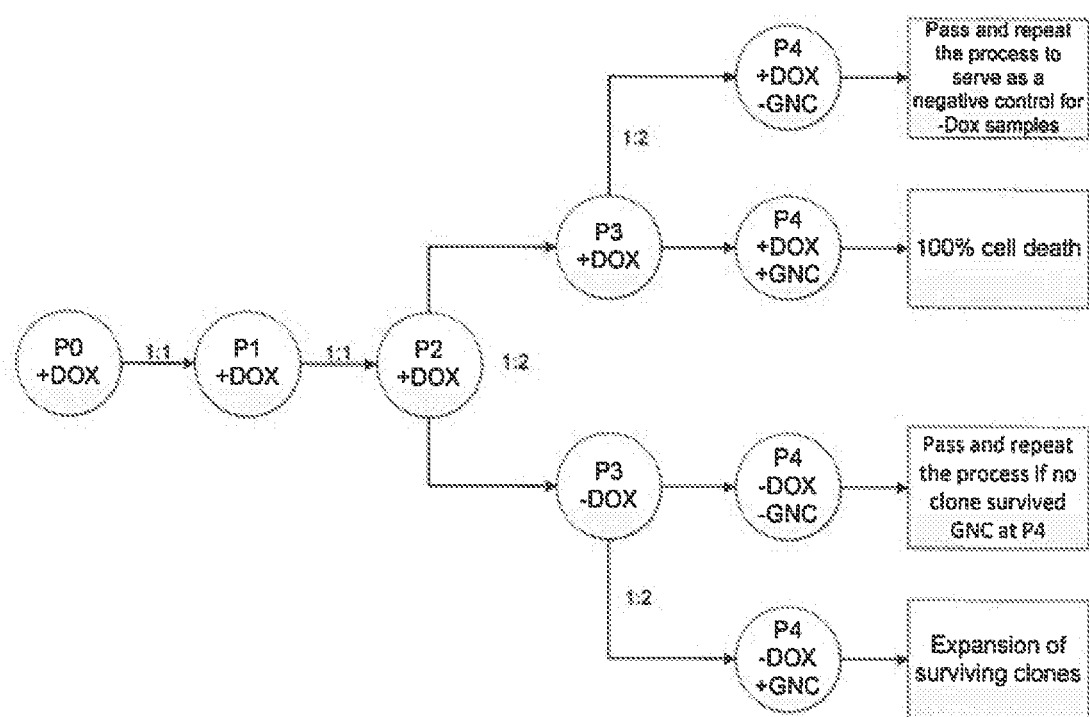 P0
+DOX
1:1
P1
+DOX
1:1
P2
+DOX
1:2
P3
+DOX
1:2
P4
+DOX
-GNC
Pass and repeat
the process to
serve as a
negative control for
-Dox samples
P4
+DOX
+GNC
100% cell death
P3
-DOX
P4
-DOX
-GNC
Pass and repeat
the process if no
clone survived
GNC at P4
1:2
P4
-DOX
+GNC
Expansion of
surviving clones